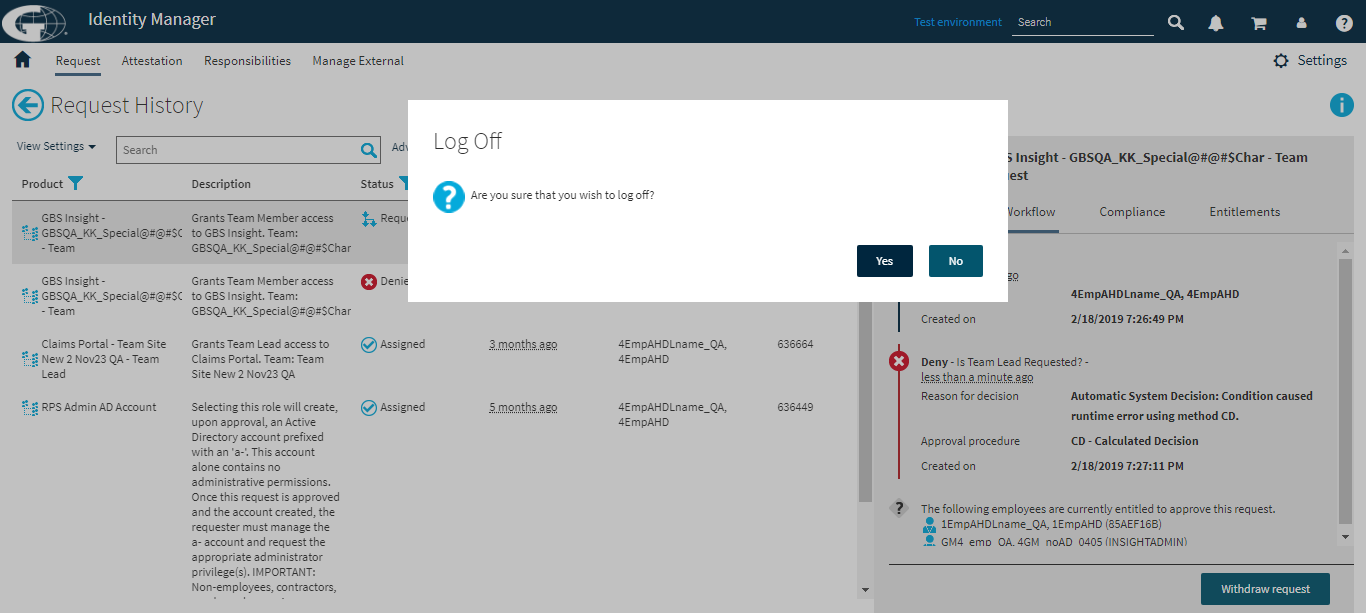 Identity Manager
Test environment
Search
Request
Attestation
Responsibilities
Manage External
Settings
Request History
View Settings
Search
Product
Description
Status
GBS Insight -
GBSQA_KK_Special@#@#$C
- Team
Grants Team Member access
to GBS Insight. Team:
GBSQA_KK_Special@#@#$Char
GBS Insight -
GBSQA_KK_Special@#@#$C
- Team
Grants Team Member access
to GBS Insight. Team:
GBSQA_KK_Special@#@#$Char
Claims Portal - Team Site
New 2 Nov23 QA - Team
Lead
Grants Team Lead access to
Claims Portal. Team: Team
Site New 2 Nov23 QA
Assigned
3 months ago
4EmpAHDLname_QA,
4EmpAHD
636664
RPS Admin AD Account
Selecting this role will create,
upon approval, an Active
Directory account prefixed
with an 'a-'. This account
alone contains no
administrative permissions.
Once this request is approved
and the account created, the
requester must manage the
a- account and request the
appropriate administrator
privilege(s). IMPORTANT:
Non-employees, contractors,
Assigned
5 months ago
4EmpAHDLname_QA,
4EmpAHD
636449
Log Off
Are you sure that you wish to log off?
Yes
No
Insight - GBSQA_KK_Special@#@#$Char - Team
Compliance
Entitlements
4EmpAHDLname_QA, 4EmpAHD
Created on
2/18/2019 7:26:49 PM
Deny - Is Team Lead Requested? -
less than a minute ago
Reason for decision
Automatic System Decision: Condition caused
runtime error using method CD.
Approval procedure
CD - Calculated Decision
Created on
2/18/2019 7:27:11 PM
The following employees are currently entitled to approve this request.
1EmpAHDLname_QA, 1EmpAHD (85AEF16B)
GM4_emp_QA, 4GM_noAD_0405 (INSIGHTADMIN)
Withdraw request